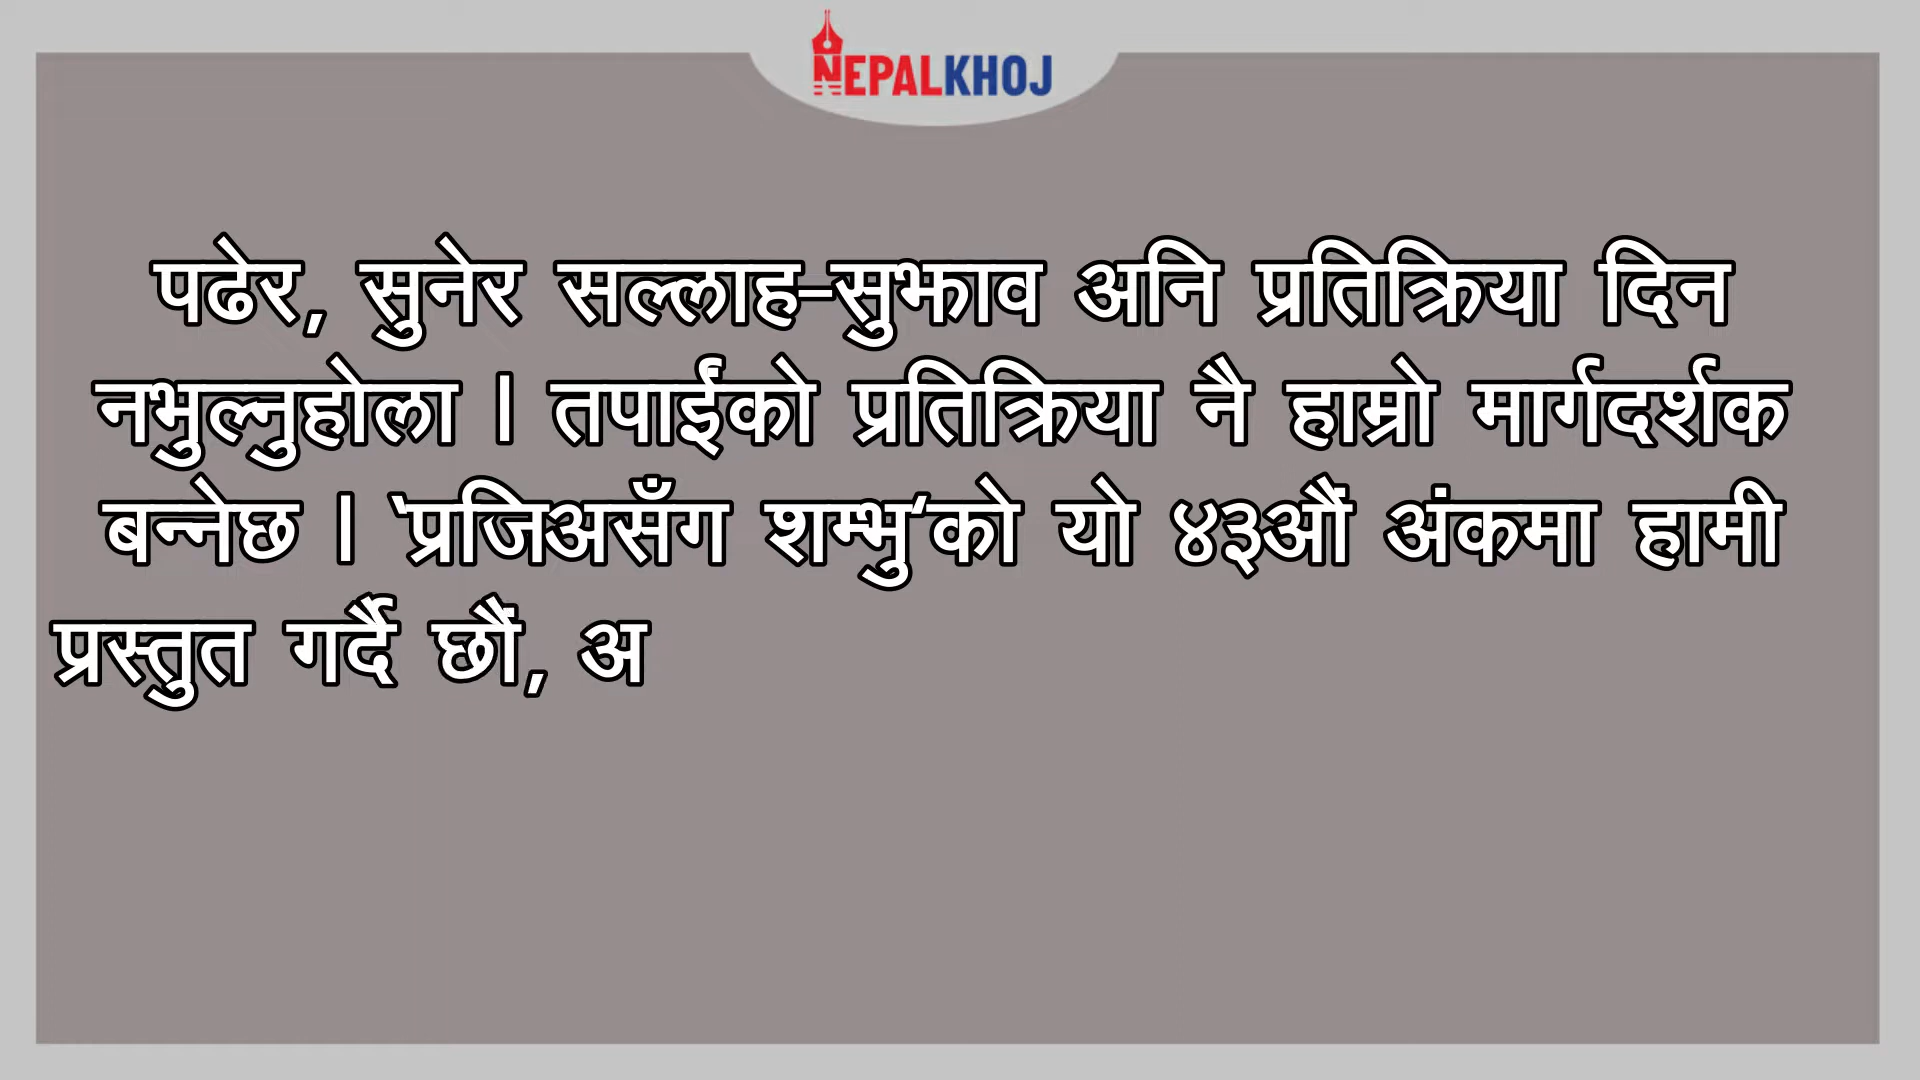 NEPALKHOJ
पढेर, सुनेर सल्लाह-सुझाव अनि प्रतिक्रिया दिन
नभुल्नुहोला । तपाईंको प्रतिक्रिया नै हाम्रो मार्गदर्शक
बन्नेछ । ‘प्रजिअसँग शम्भु’को यो ४३औं अंकमा हामी
प्रस्तुत गर्दै छौं, अ